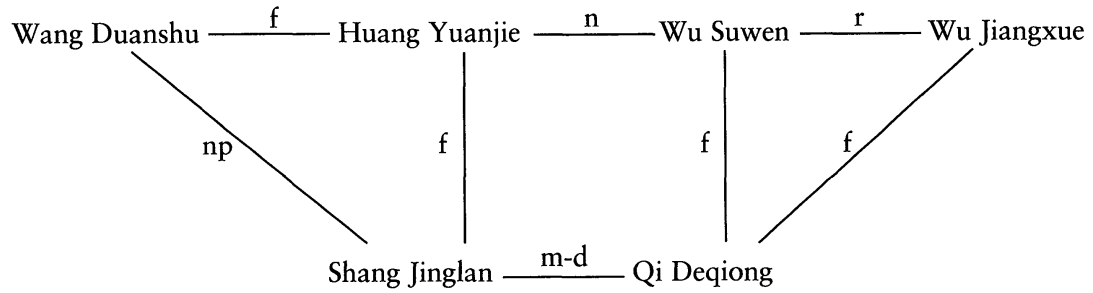 f n r
Wang Duanshu Huang Yuanjie Wu Suwen Wu Jiangxue
np f f f
m-d
Shang Jinglan Qi Deqiong